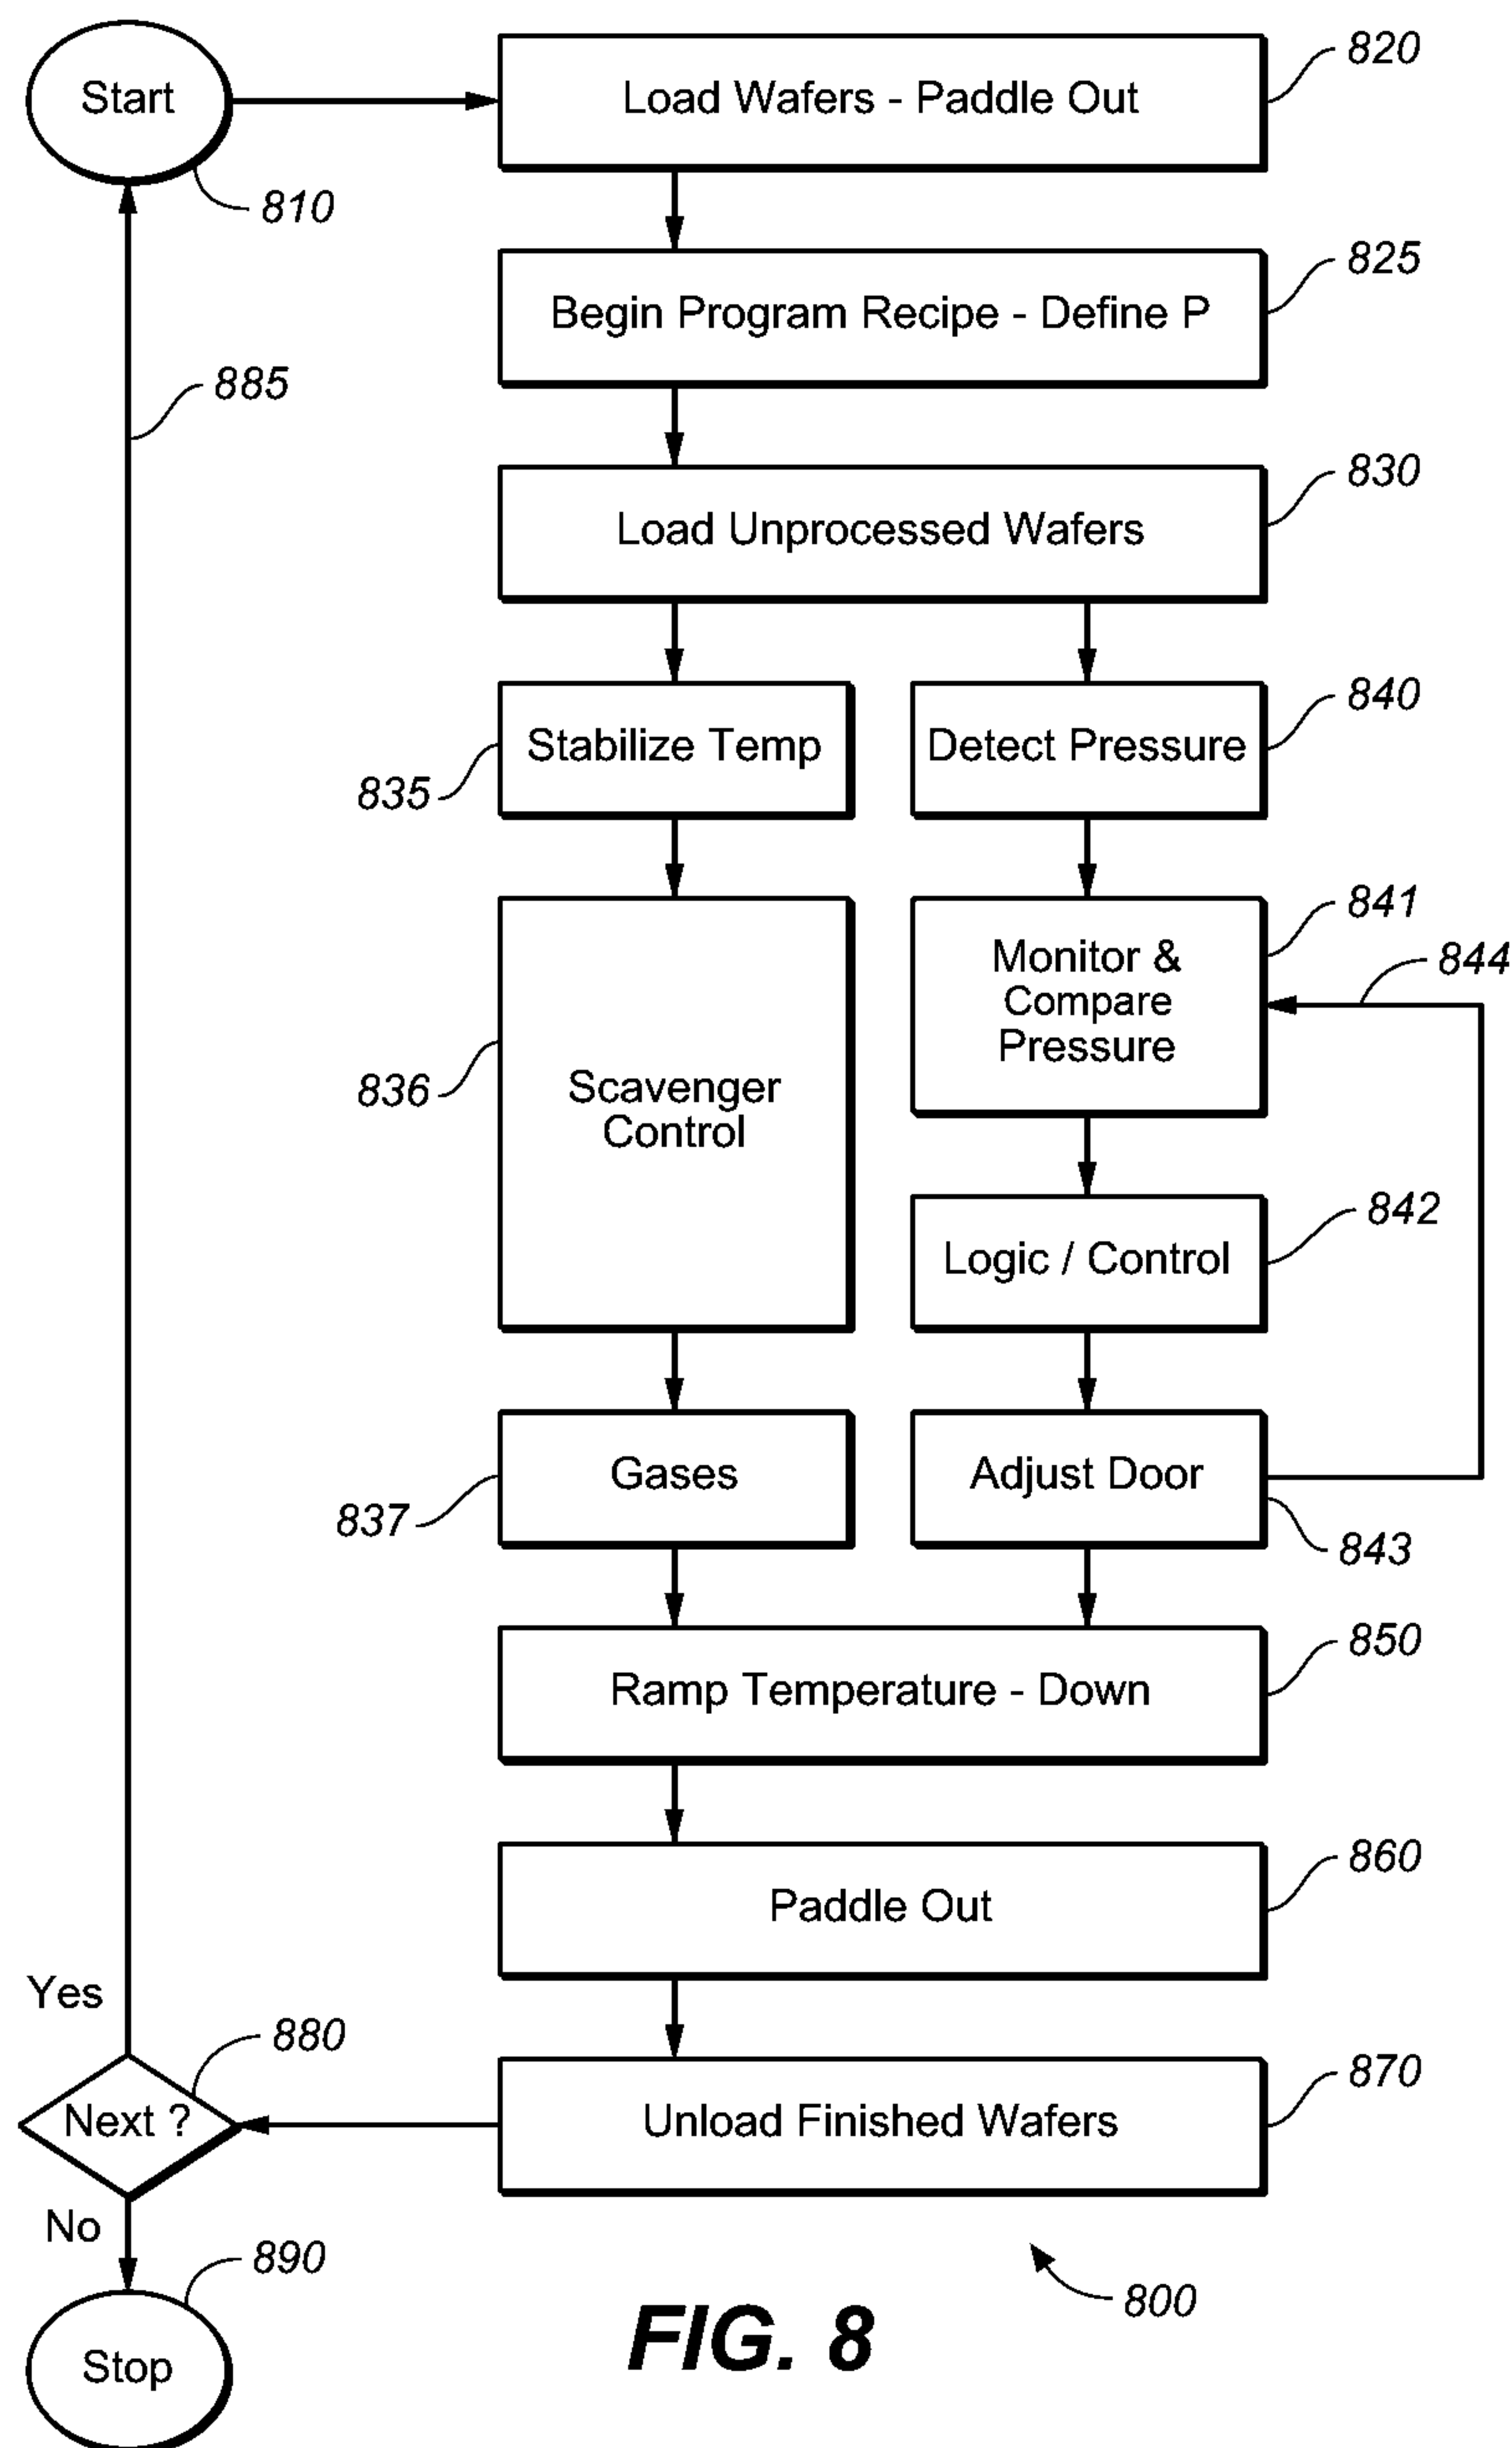 Start
810
Load Wafers - Paddle Out
820
Begin Program Recipe - Define P
825
885
Load Unprocessed Wafers
830
Stabilize Temp
835
Detect Pressure
840
Monitor &
Compare
Pressure
841
844
Scavenger
Control
836
Logic / Control
842
Gases
837
Adjust Door
843
Ramp Temperature - Down
850
Paddle Out
860
Yes
880
Next ?
Unload Finished Wafers
870
No
890
Stop
800
FIG. 8